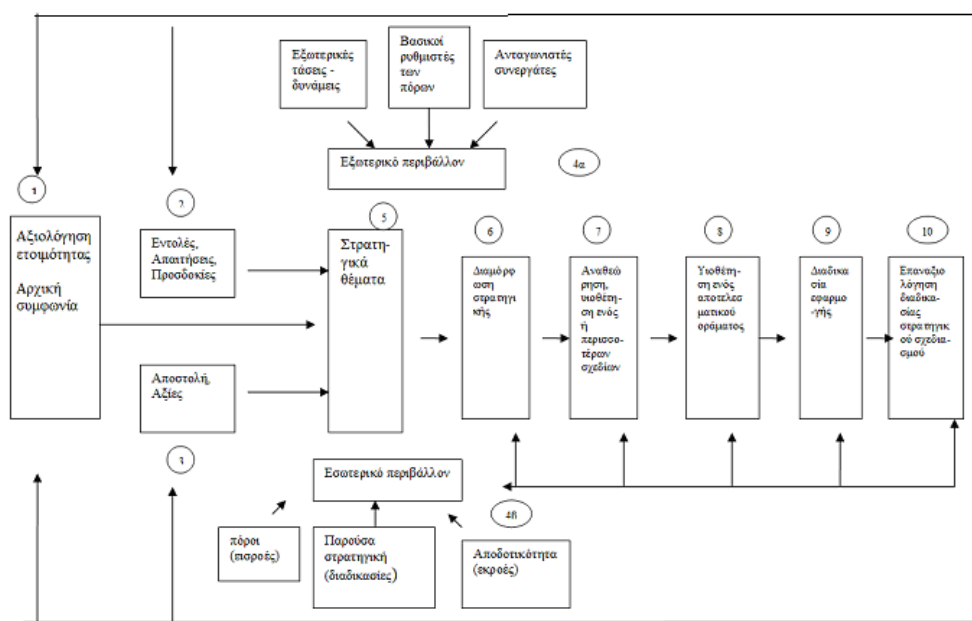 Εξωτερικές
τάσεις -
δυνάμεις
Βασικοί
ρυθμιστές
των
πόρων
Ανταγωνιστές
συνεργάτες
Εξωτερικό περιβάλλον
4α
1
2
5
6
7
8
9
10
Αξιολόγηση
ετοιμότητας
Αρχική
συμφωνία
Εντολές,
Απαιτήσεις,
Προσδοκίες
Στρατη-
γικά
θέματα
Διαμόρφ
ωση
στρατηγι
κής
Αναθεώ
ρηση,
υιοθέτη-
ση ενός
ή
περισσο-
τέρων
σχεδίων
Υιοθέτη-
ση ενός
αποτελεσ
ματικού
οράματος
Διαδικα
σία
εφαρμο
-γής
Επαναξιο
λόγηση
διαδικα-
σίας
στρατηγικ
ού σχεδια-
σμού
Αποστολή,
Αξίες
3
Εσωτερικό περιβάλλον
4β
πόροι
(εισροές)
Παρούσα
στρατηγική
(διαδικασίες)
Αποδοτικότητα
(εκροές)